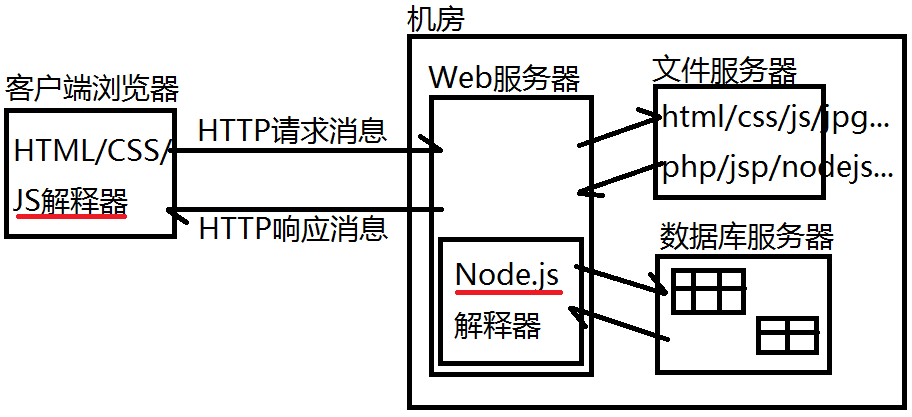 机房
客户端浏览器
HTML/CSS/
JS解释器
HTTP请求消息
HTTP响应消息
Web服务器
Node.js
解释器
文件服务器
html/css/js/jpg...
php/jsp/nodejs...
数据库服务器